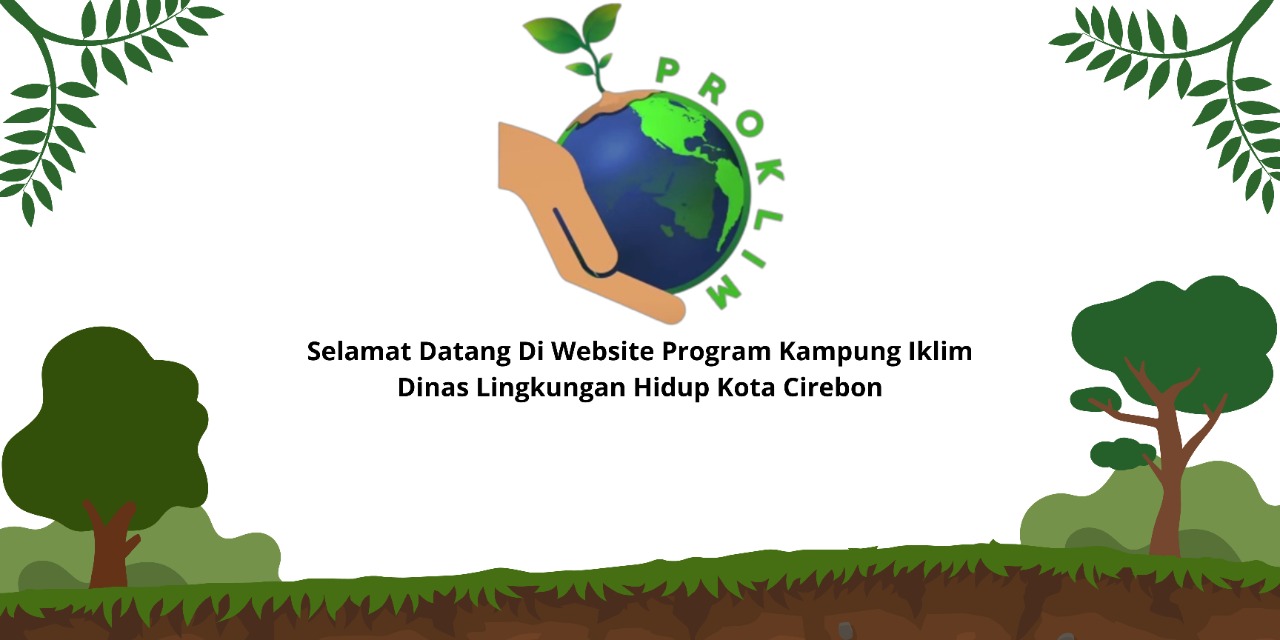 PROKLIM
Selamat Datang Di Website Program Kampung Iklim
Dinas Lingkungan Hidup Kota Cirebon